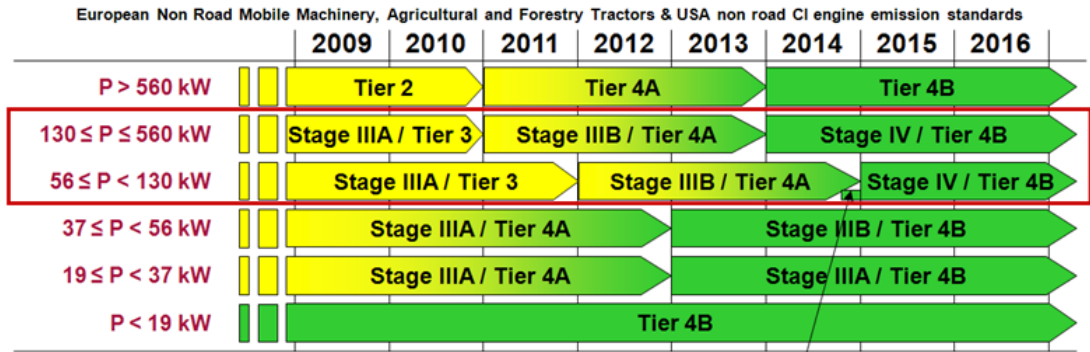 European Non Road Mobile Machinery, Agricultural and Forestry Tractors & USA non road CI engine emission standards
2009 2010 2011 2012 2013 2014 2015 2016
P > 560 kW Tier 2 Tier 4A Tier 4B
130 ≤ P ≤ 560 kW Stage IIIA / Tier 3 Stage IIIB / Tier 4A Stage IV / Tier 4B
56 ≤ P < 130 kW Stage IIIA / Tier 3 Stage IIIB / Tier 4A Stage IV / Tier 4B
37 ≤ P < 56 kW Stage IIIA / Tier 4A Stage IIIB / Tier 4B
19 ≤ P < 37 kW Stage IIIA / Tier 4A Stage IIIA / Tier 4B
P < 19 kW Tier 4B